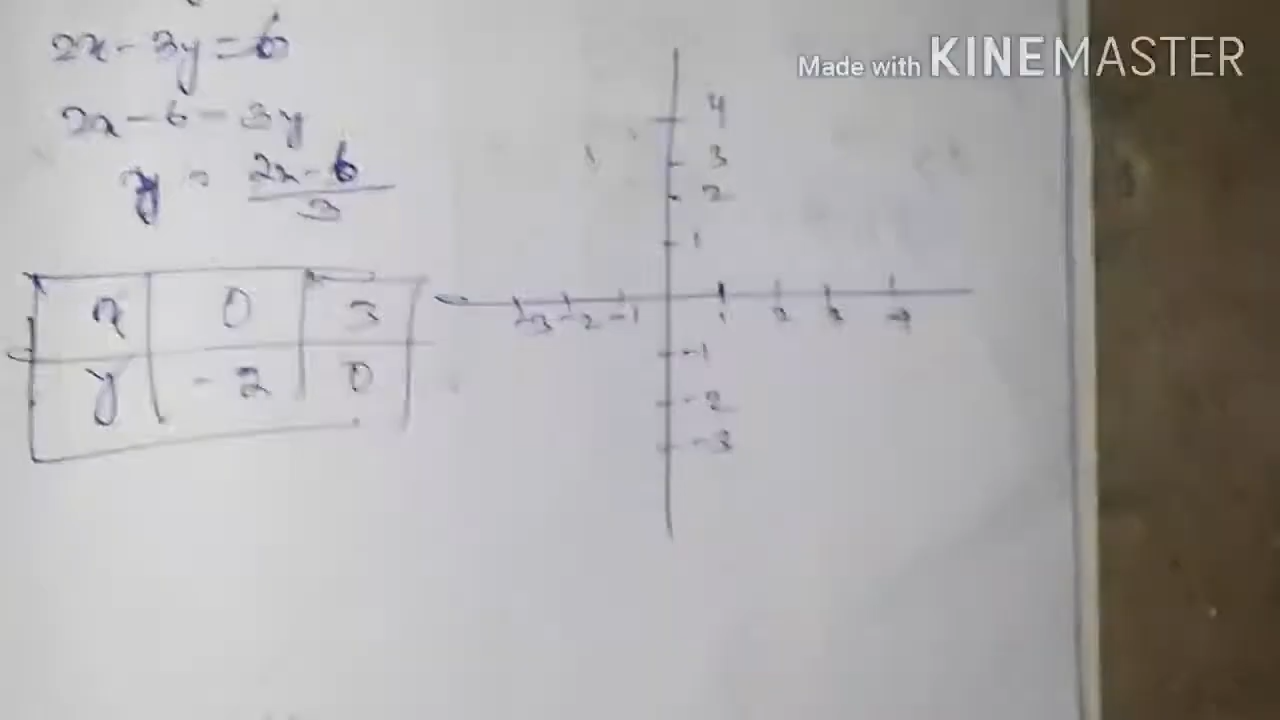 Made with KINEMASTER
2x - 3y = 6
2x - 6 = 3y
y = 2x - 6
3
x 0 3
y -2 0
4
3
2
1
-3 -2 -1 1 2 3 4
-1
-2
-3